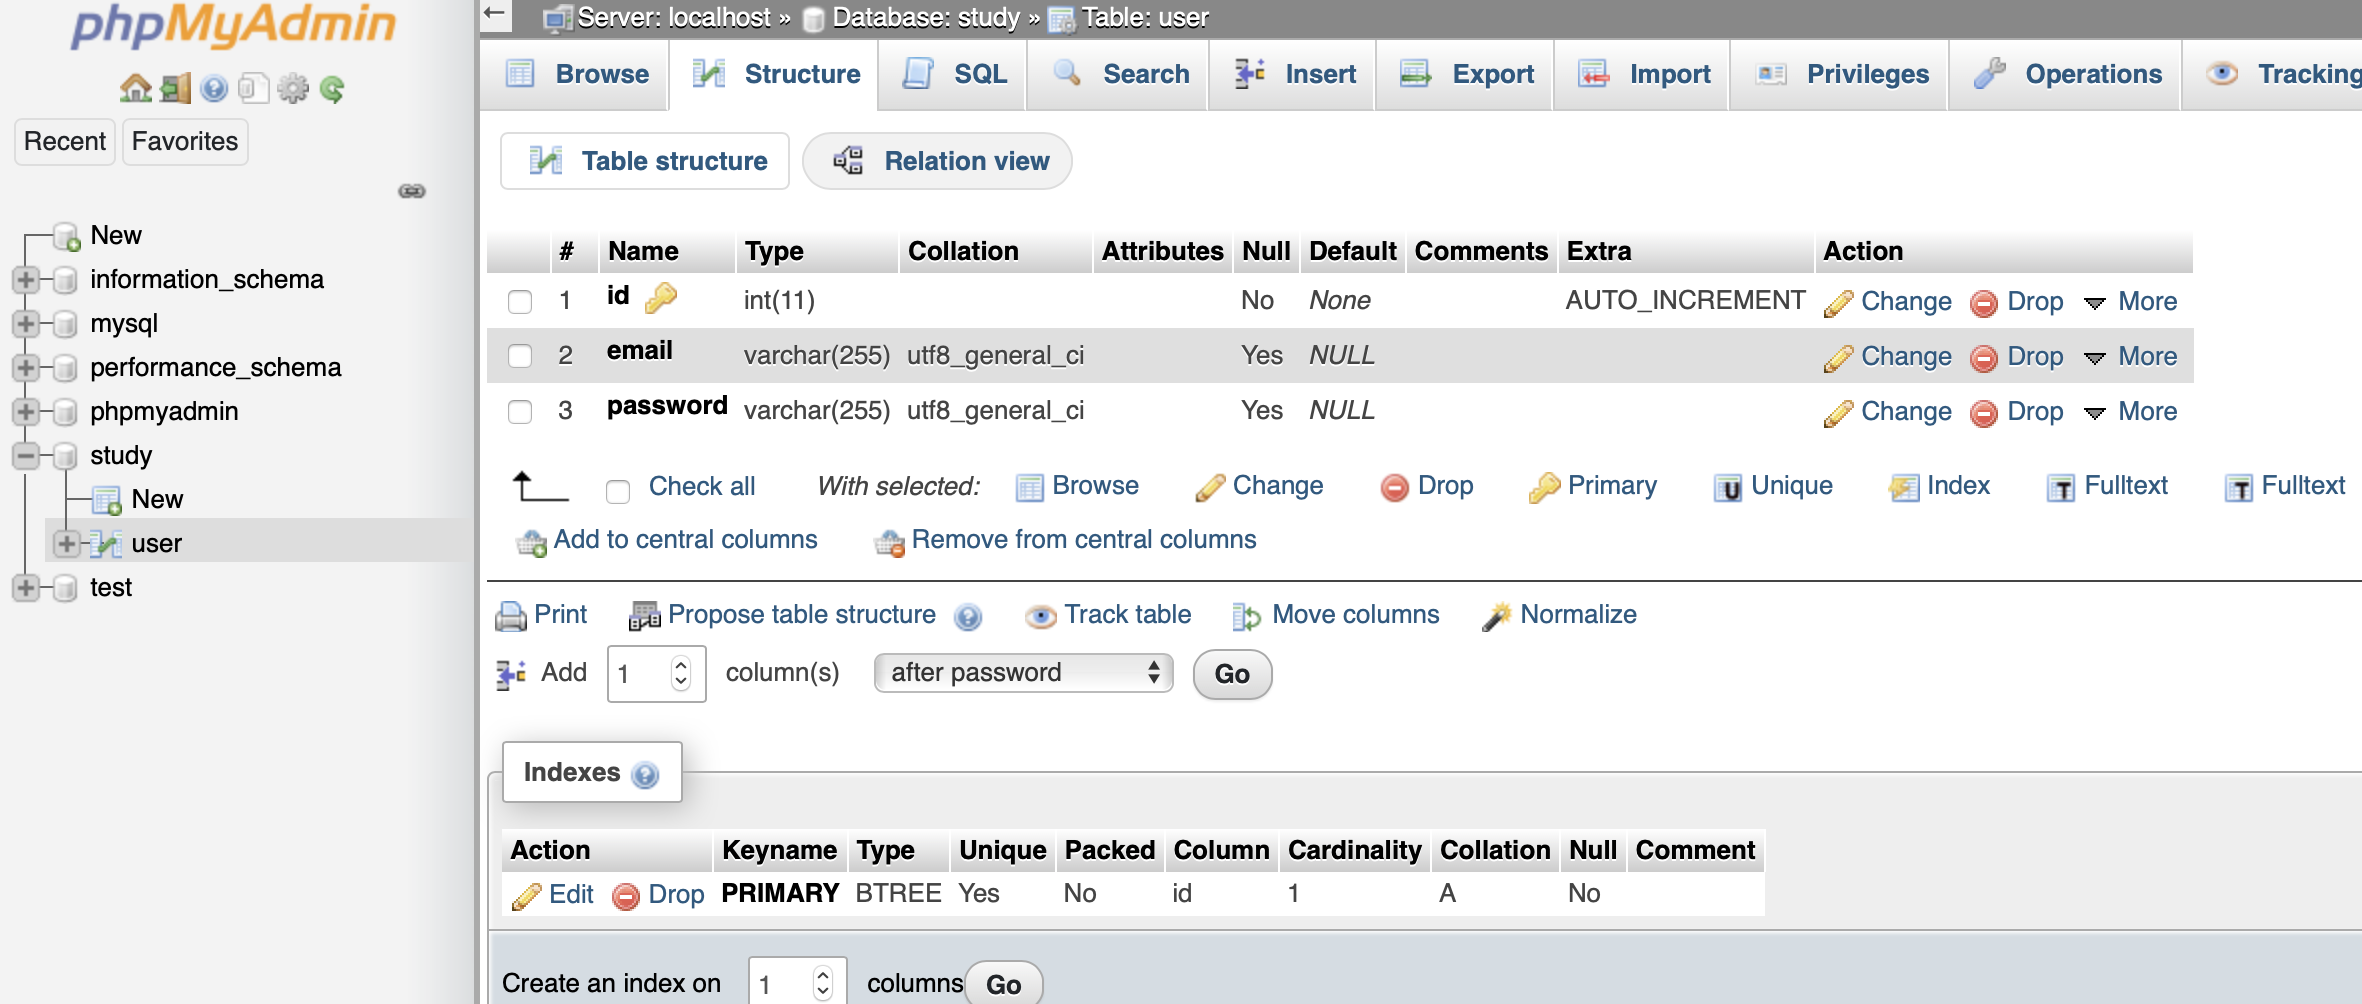 phpMyAdmin
Recent Favorites
New
information_schema
mysql
performance_schema
phpmyadmin
study
New
user
test
Server: localhost » Database: study » Table: user
Browse Structure SQL Search Insert Export Import Privileges Operations Tracking
Table structure Relation view
# Name Type Collation Attributes Null Default Comments Extra Action
1 id int(11) No None AUTO_INCREMENT Change Drop More
2 email varchar(255) utf8_general_ci Yes NULL Change Drop More
3 password varchar(255) utf8_general_ci Yes NULL Change Drop More
Check all With selected: Browse Change Drop Primary Unique Index Fulltext Fulltext
Add to central columns Remove from central columns
Print Propose table structure Track table Move columns Normalize
Add 1 column(s) after password Go
Indexes
Action Keyname Type Unique Packed Column Cardinality Collation Null Comment
Edit Drop PRIMARY BTREE Yes No id 1 A No
Create an index on 1 columns Go